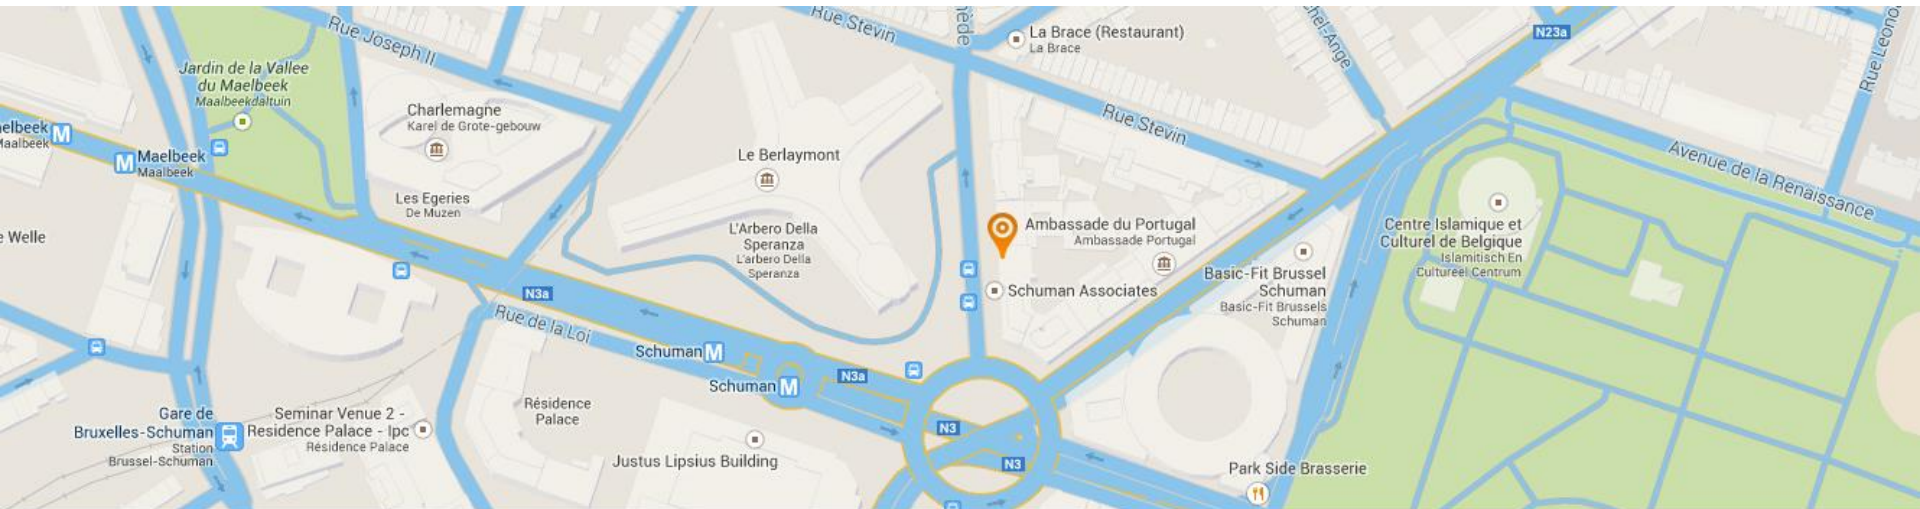 Rue Joseph II
Rue Stevin
La Brace (Restaurant)
La Brace
N23a
Jardin de la Vallee
du Maelbeek
Maalbeekdaltuin
Charlemagne
Karel de Grote-gebouw
Rue Stevin
Maalbeek
Maelbeek
Maalbeek
Le Berlaymont
Avenue de la Renaissance
Les Egeries
De Muzen
L'Arbero Della
Speranza
L'arbero Della
Speranza
Ambassade du Portugal
Ambassade Portugal
Centre Islamique et
Culturel de Belgique
Islamitisch En
Cultureel Centrum
Welle
Basic-Fit Brussel
Schuman
Basic-Fit Brussels
Schuman
Schuman Associates
N3a
Rue de la Loi
Schuman
Schuman
N3a
Résidence
Palace
Gare de
Bruxelles-Schuman
Station
Brussel-Schuman
Seminar Venue 2 -
Residence Palace - Ipc
Résidence Palace
N3
N3
Justus Lipsius Building
Park Side Brasserie